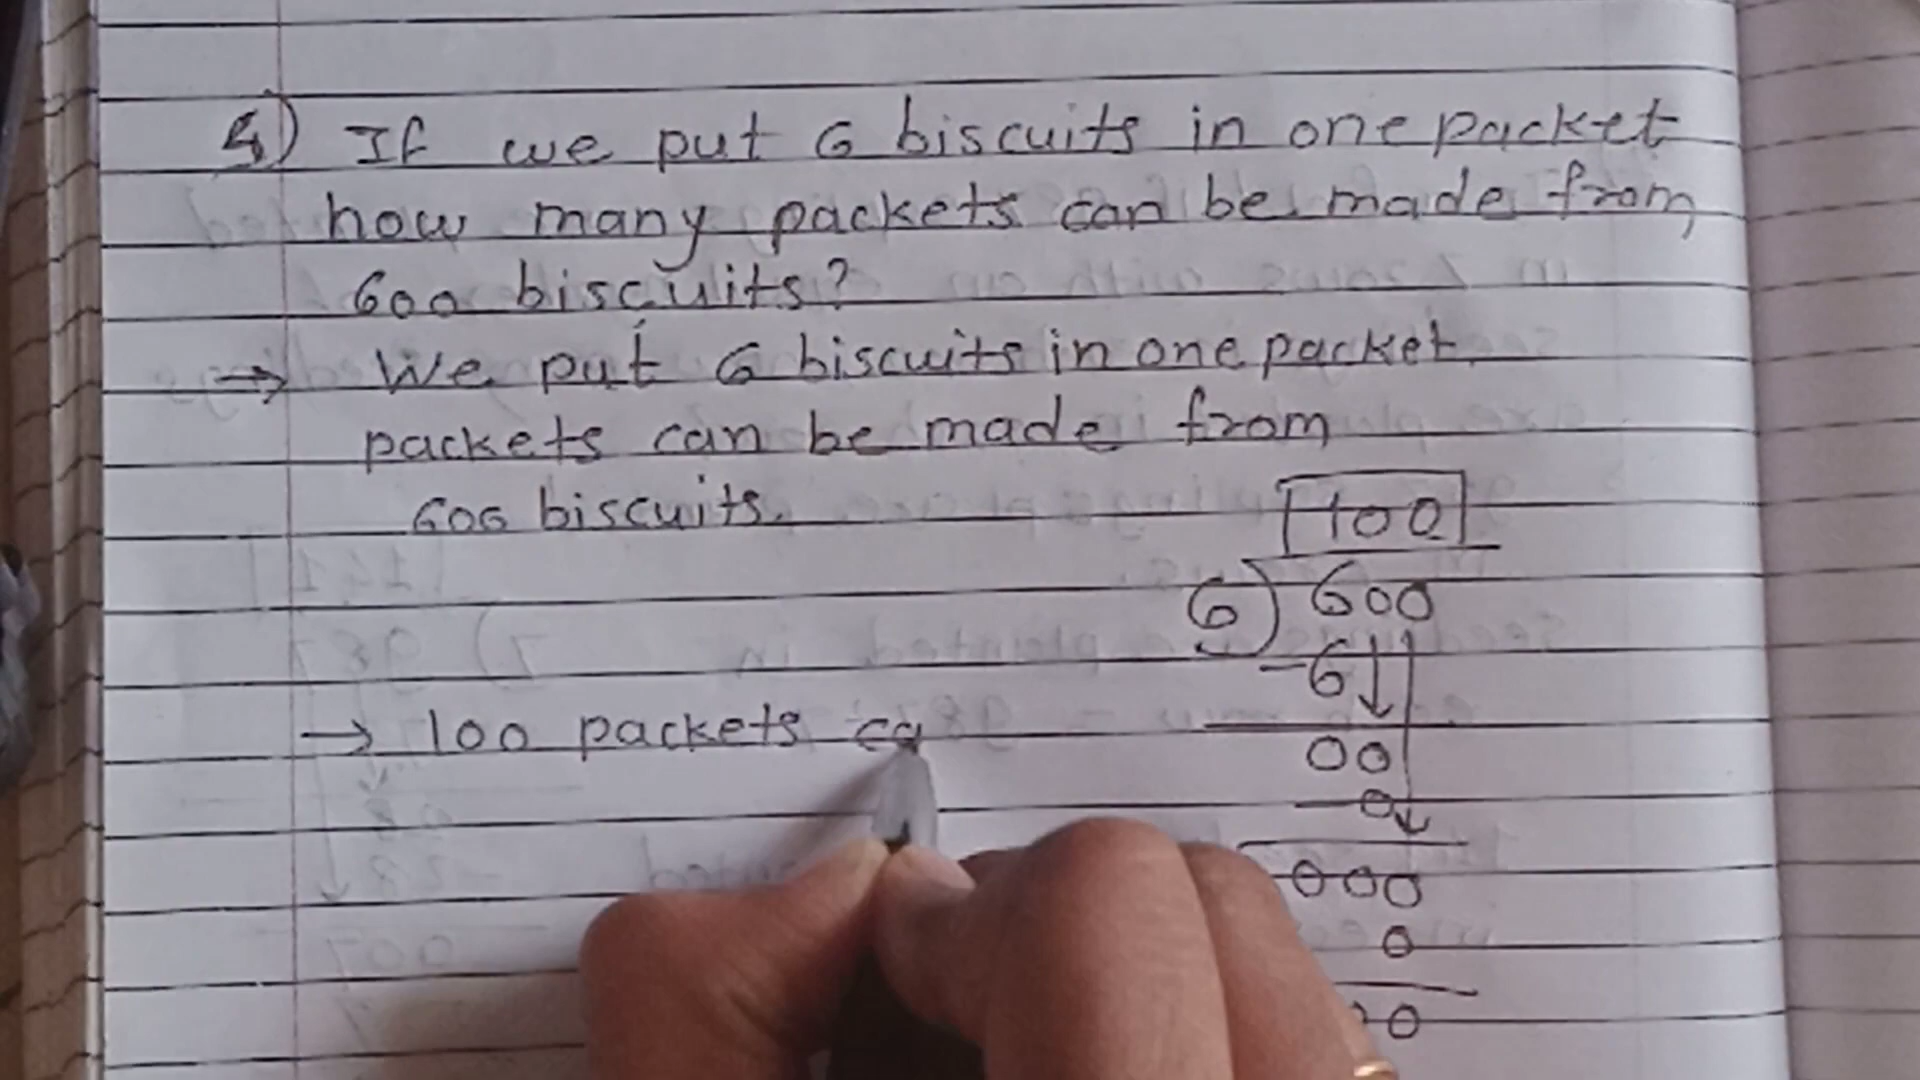 5) If we put 6 biscuits in one packet
how many packets can be made from
600 biscuits?
→ We put 6 biscuits in one packet.
packets can be made from
600 biscuits.
100
6) 600
-6
00
-0
000
0
00
→ 100 packets ca